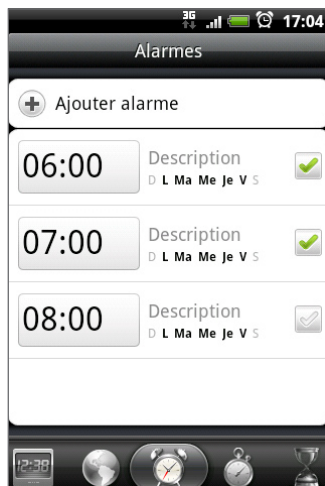 3G 17:04
Alarmes
Ajouter alarme
06:00 Description
D L Ma Me Je V S
07:00 Description
D L Ma Me Je V S
08:00 Description
D L Ma Me Je V S
12:38